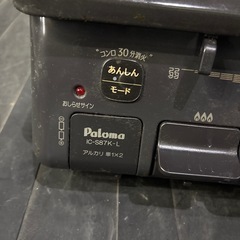 コンロ30分消火
あんしん
モード
おしらせサイン
Paloma
IC-S87K-L
アルカリ 単1×2